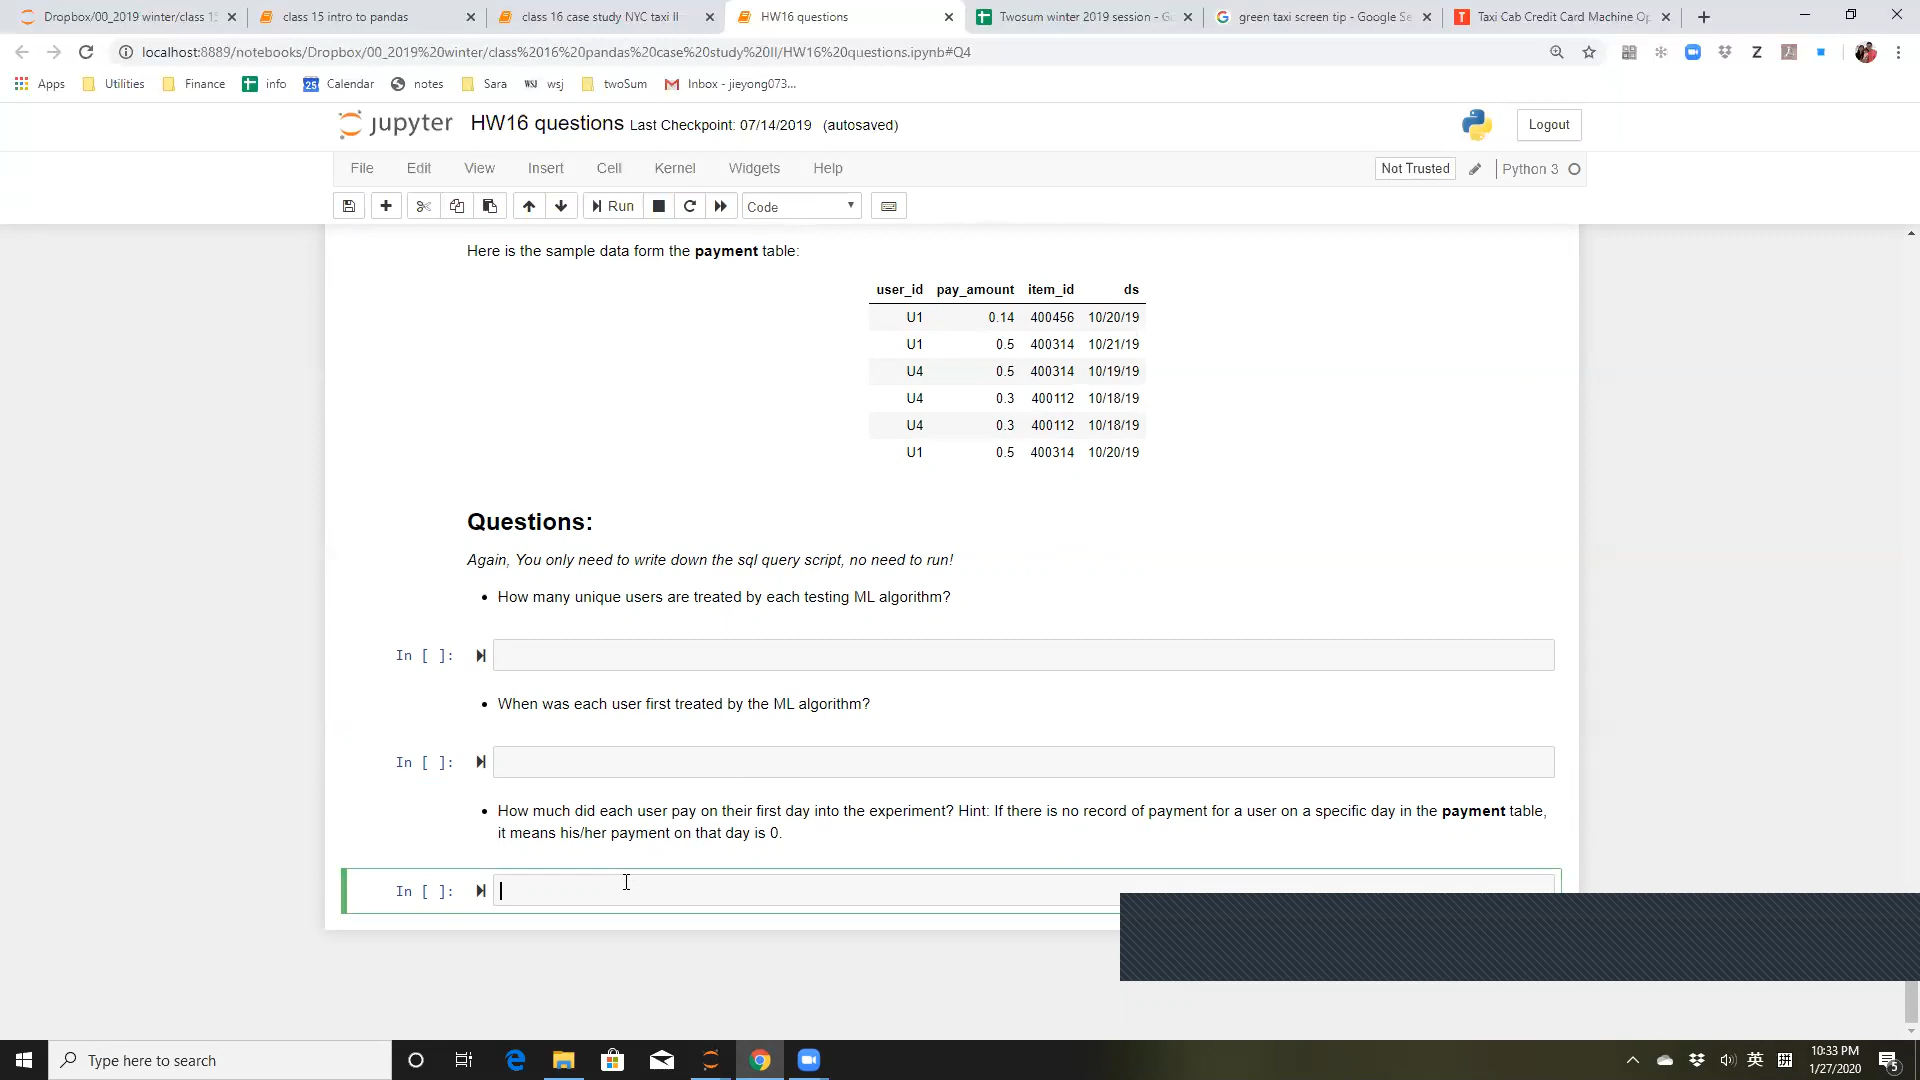 Dropbox/00_2019 winter/class 15
class 15 intro to pandas
class 16 case study NYC taxi II
HW16 questions
Twosum winter 2019 session - G
green taxi screen tip - Google Se
Taxi Cab Credit Card Machine Op
localhost:8889/notebooks/Dropbox/00_2019%20winter/class%2016%20pandas%20case%20study%20II/HW16%20questions.ipynb#Q4
Apps Utilities Finance info Calendar notes Sara WSJ wsj twoSum Inbox - jieyong073...
jupyter HW16 questions Last Checkpoint: 07/14/2019 (autosaved) Logout
File Edit View Insert Cell Kernel Widgets Help Not Trusted Python 3
Run Code
Here is the sample data form the payment table:
user_id pay_amount item_id ds
U1 0.14 400456 10/20/19
U1 0.5 400314 10/21/19
U4 0.5 400314 10/19/19
U4 0.3 400112 10/18/19
U4 0.3 400112 10/18/19
U1 0.5 400314 10/20/19
Questions:
Again, You only need to write down the sql query script, no need to run!
• How many unique users are treated by each testing ML algorithm?
In [ ]:
• When was each user first treated by the ML algorithm?
In [ ]:
• How much did each user pay on their first day into the experiment? Hint: If there is no record of payment for a user on a specific day in the payment table,
it means his/her payment on that day is 0.
In [ ]:
Type here to search
英
10:33 PM
1/27/2020
5